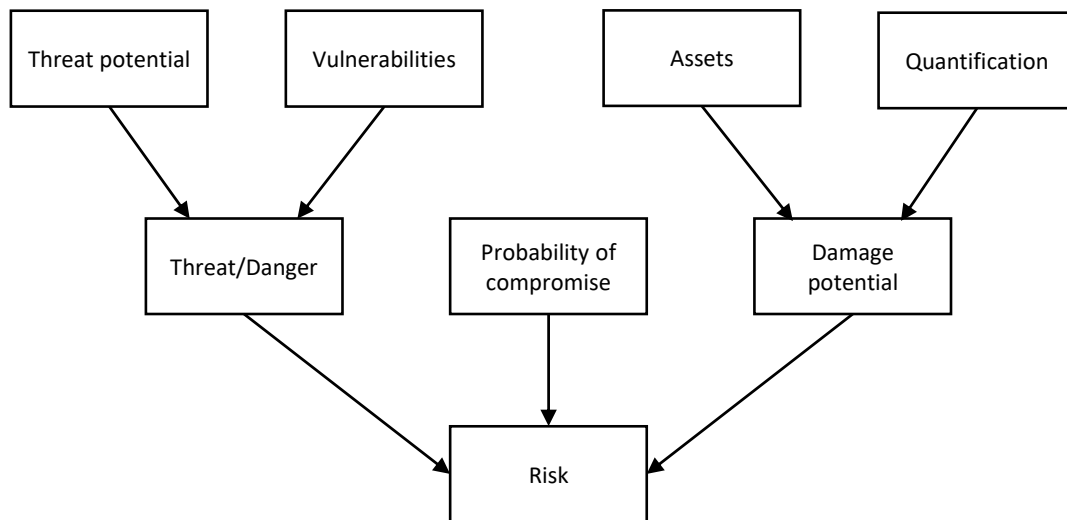 Threat potential
Vulnerabilities
Assets
Quantification
Threat/Danger
Probability of
compromise
Damage
potential
Risk